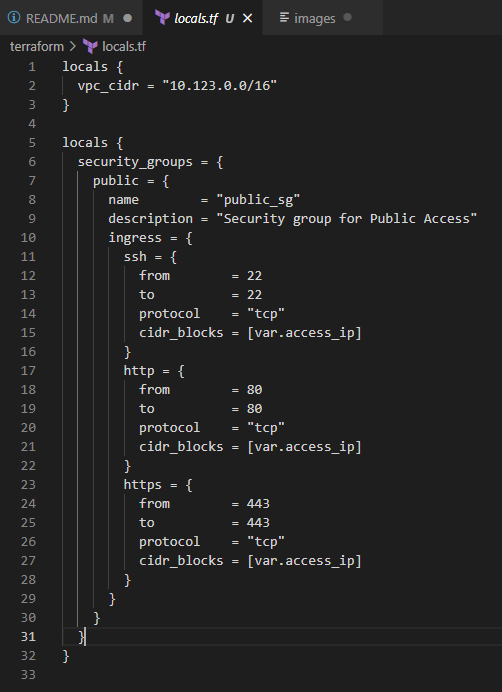 README.md M
locals.tf U
images
terraform > locals.tf
1 locals {
2   vpc_cidr = "10.123.0.0/16"
3 }
4
5 locals {
6   security_groups = {
7     public = {
8       name        = "public_sg"
9       description = "Security group for Public Access"
10       ingress = {
11         ssh = {
12           from        = 22
13           to          = 22
14           protocol    = "tcp"
15           cidr_blocks = [var.access_ip]
16         }
17         http = {
18           from        = 80
19           to          = 80
20           protocol    = "tcp"
21           cidr_blocks = [var.access_ip]
22         }
23         https = {
24           from        = 443
25           to          = 443
26           protocol    = "tcp"
27           cidr_blocks = [var.access_ip]
28         }
29       }
30     }
31   }
32 }
33